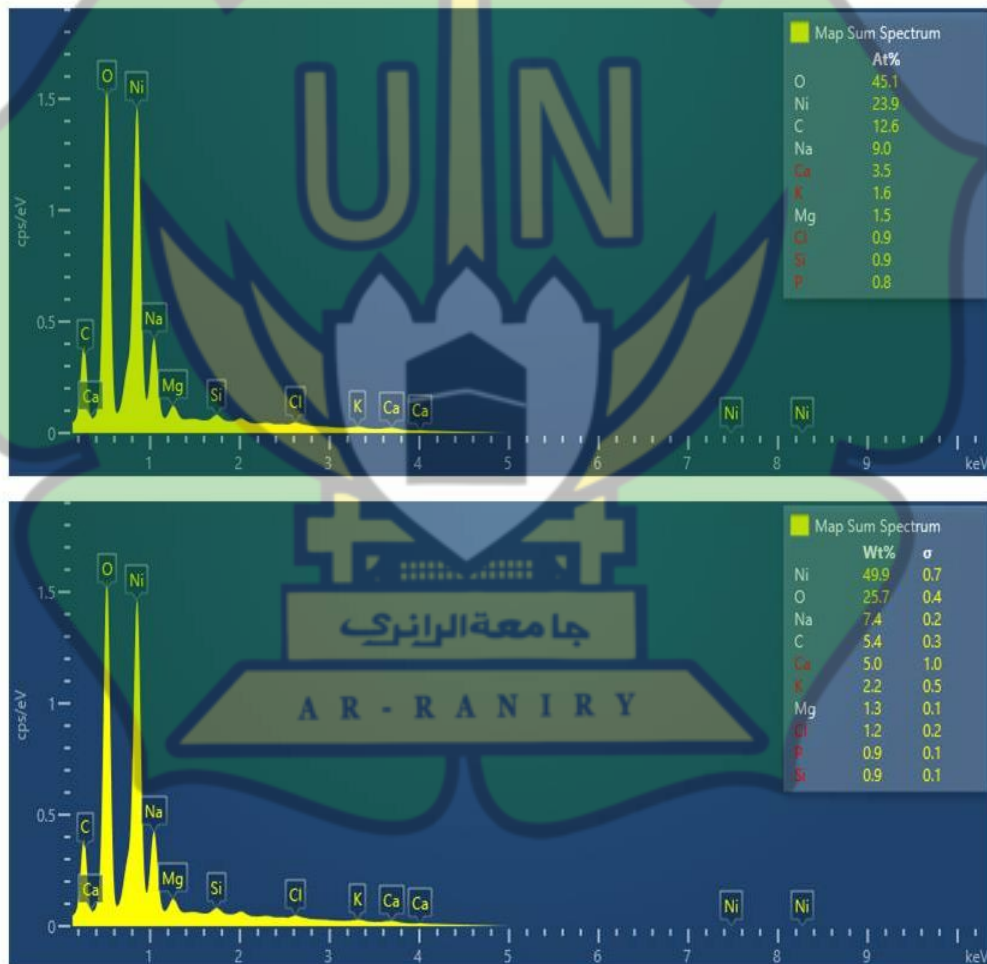 Map Sum Spectrum
At%
O 45.1
Ni 23.9
C 12.6
Na 9.0
Ca 3.5
K 1.6
Mg 1.5
Cl 0.9
Si 0.9
P 0.8
cps/eV
1.5
1
0.5
0
O Ni
C Na
Ca Mg Si Cl K Ca Ca Ni Ni
1 2 3 4 5 6 7 8 9 keV
UIN
Map Sum Spectrum
Wt% σ
Ni 49.9 0.7
O 25.7 0.4
Na 7.4 0.2
C 5.4 0.3
Ca 5.0 1.0
K 2.2 0.5
Mg 1.3 0.1
Cl 1.2 0.2
P 0.9 0.1
Si 0.9 0.1
cps/eV
1.5
1
0.5
0
O Ni
C Na
Ca Mg Si Cl K Ca Ca Ni Ni
1 2 3 4 5 6 7 8 9 keV
جامعة الرانري
AR-RANIRY